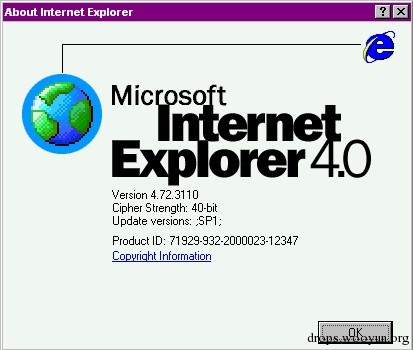 About Internet Explorer
Microsoft
Internet
Explorer 4.0
Version 4.72.3110
Cipher Strength: 40-bit
Update versions: ;SP1;
Product ID: 71929-932-2000023-12347
Copyright Information
OK
drops.wooyun.org